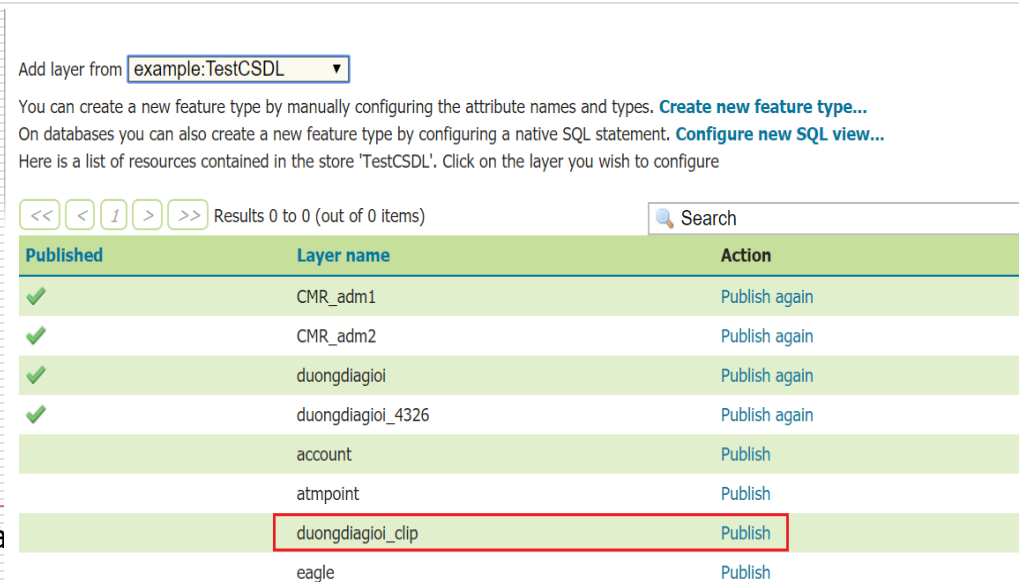 Add layer from example:TestCSDL
You can create a new feature type by manually configuring the attribute names and types. Create new feature type...
On databases you can also create a new feature type by configuring a native SQL statement. Configure new SQL view...
Here is a list of resources contained in the store 'TestCSDL'. Click on the layer you wish to configure
<< < 1 > >> Results 0 to 0 (out of 0 items) Search
Published Layer name Action
CMR_adm1 Publish again
CMR_adm2 Publish again
duongdiagioi Publish again
duongdiagioi_4326 Publish again
account Publish
atmpoint Publish
duongdiagioi_clip Publish
eagle Publish